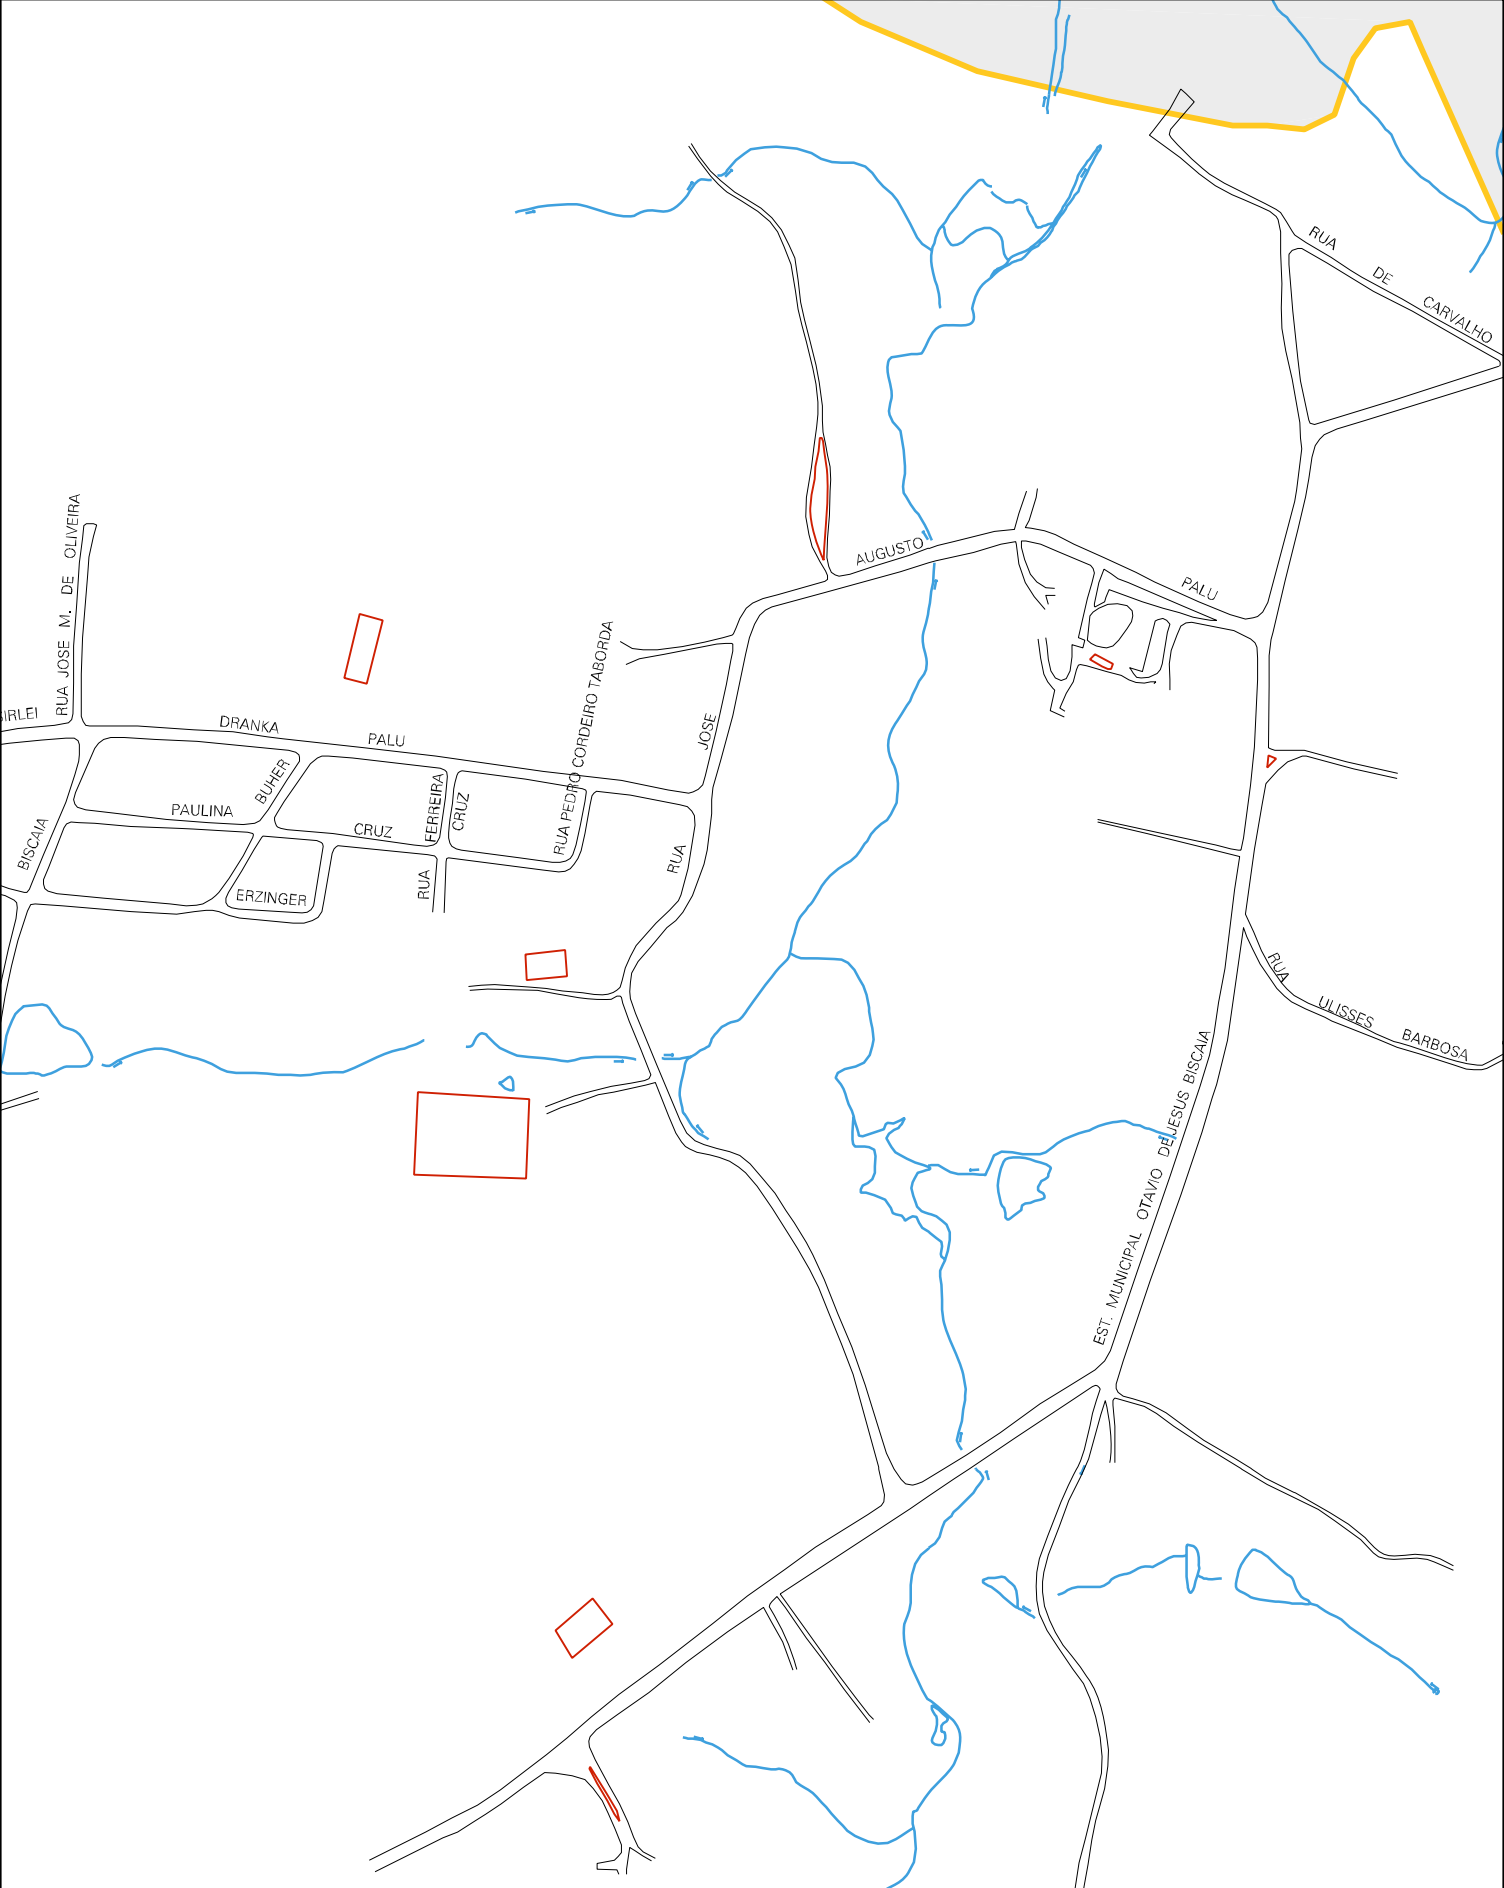 RUA DE CARVALHO
AUGUSTO
PALU
RUA JOSE M. DE OLIVEIRA
RUA PEDRO CORDEIRO TABORDA
DRANKA
PALU
JOSE
BUHER
PAULINA
CRUZ
FERREIRA
CRUZ
BISCAIA
RUA
RUA
ERZINGER
RUA ULISSES BARBOSA
EST. MUNICIPAL OTAVIO DE JESUS BISCAIA